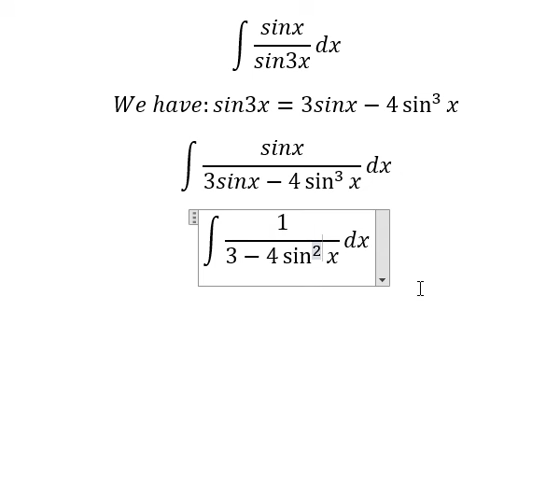 ∫ sinx/sin3x dx
We have: sin3x = 3sinx − 4 sin³ x
∫ sinx/(3sinx − 4 sin³ x) dx
∫ 1/(3 − 4 sin² x) dx